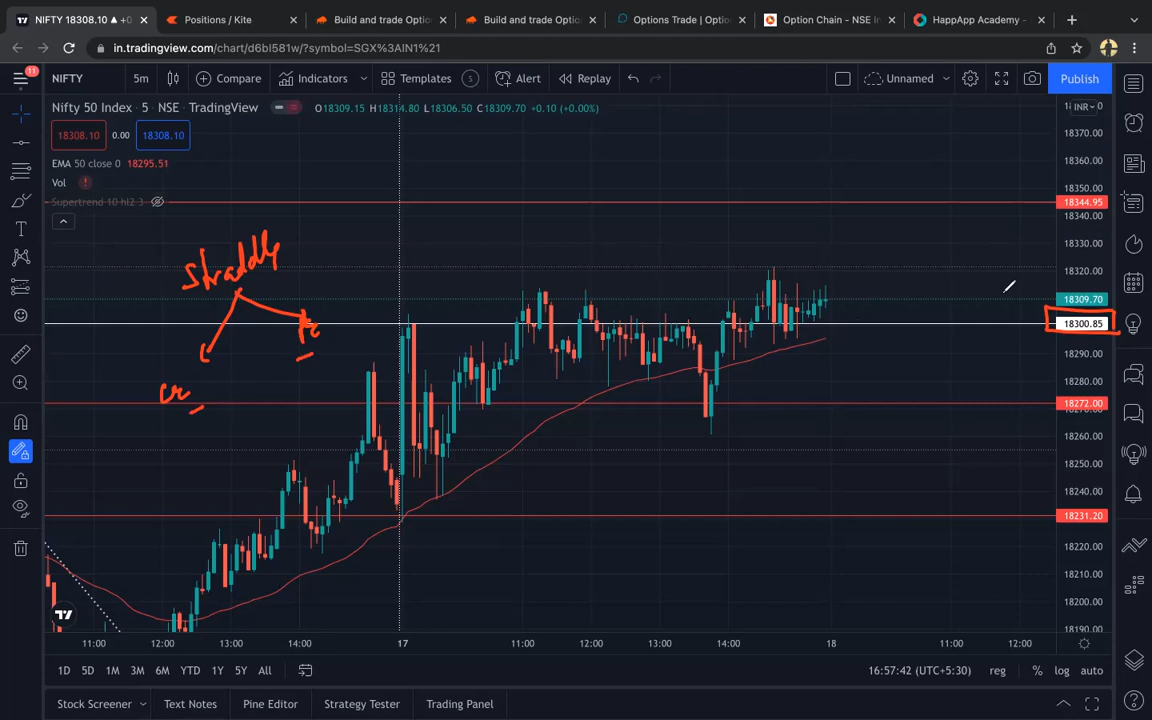 NIFTY 18308.10 ▲ +0
Positions / Kite
Build and trade Option
Build and trade Option
Options Trade | Option
Option Chain - NSE In
HappApp Academy -
in.tradingview.com/chart/d6bl581w/?symbol=SGX%3AIN1%21
11
NIFTY
5m
Compare
Indicators
Templates
S
Alert
Replay
Unnamed
Publish
Nifty 50 Index · 5 · NSE · TradingView
O18309.15 H18314.80 L18306.50 C18309.70 +0.10 (+0.00%)
INR
18308.10
0.00
18308.10
EMA 50 close 0 18295.51
Vol
Supertrend 10 hl2 3
Straddle
18370.00
18360.00
18350.00
18344.95
18340.00
18330.00
18320.00
18309.70
18300.85
18290.00
18280.00
18272.00
18260.00
18250.00
18240.00
18231.20
18220.00
18210.00
18200.00
18190.00
11:00
12:00
13:00
14:00
17
11:00
12:00
13:00
14:00
18
11:00
12:00
1D 5D 1M 3M 6M YTD 1Y 5Y All
16:57:42 (UTC+5:30)
reg
% log auto
Stock Screener
Text Notes
Pine Editor
Strategy Tester
Trading Panel